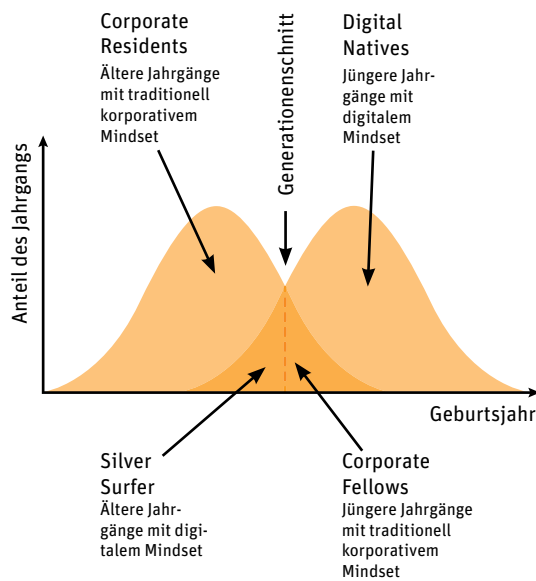 Corporate
Residents
Ältere Jahrgänge
mit traditionell
korporativem
Mindset
Generationenschnitt
Digital
Natives
Jüngere Jahr-
gänge mit
digitalem
Mindset
Anteil des Jahrgangs
Geburtsjahr
Silver
Surfer
Ältere Jahr-
gänge mit digi-
talem Mindset
Corporate
Fellows
Jüngere Jahrgänge
mit traditionell
korporativem
Mindset